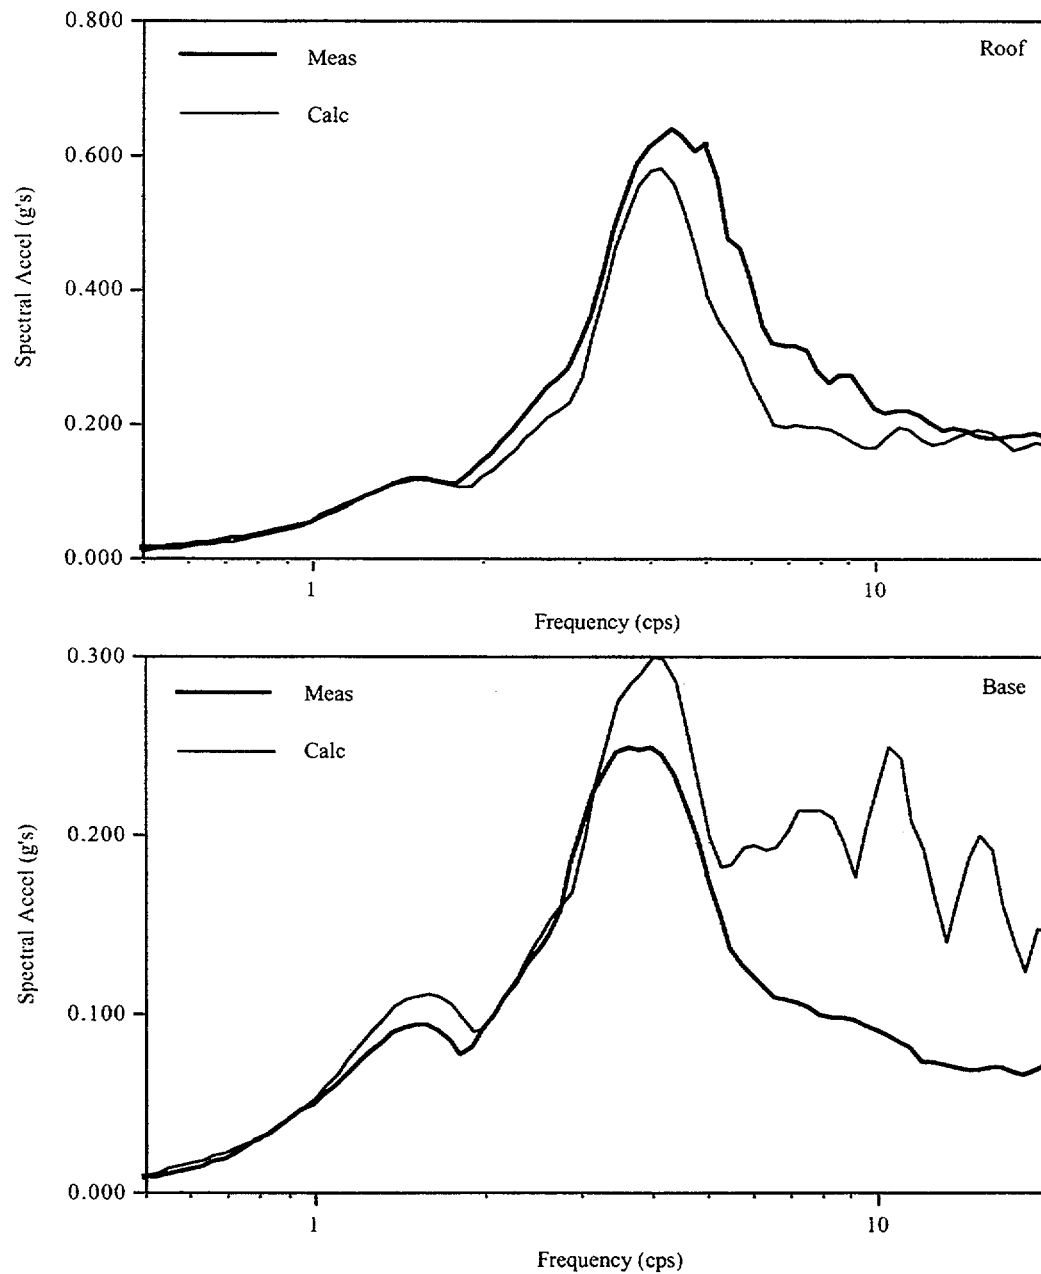 0.800
Meas
Roof
Calc
0.600
Spectral Accel (g's)
0.400
0.200
0.000
1
10
Frequency (cps)
0.300
Meas
Base
Calc
0.200
Spectral Accel (g's)
0.100
0.000
1
10
Frequency (cps)